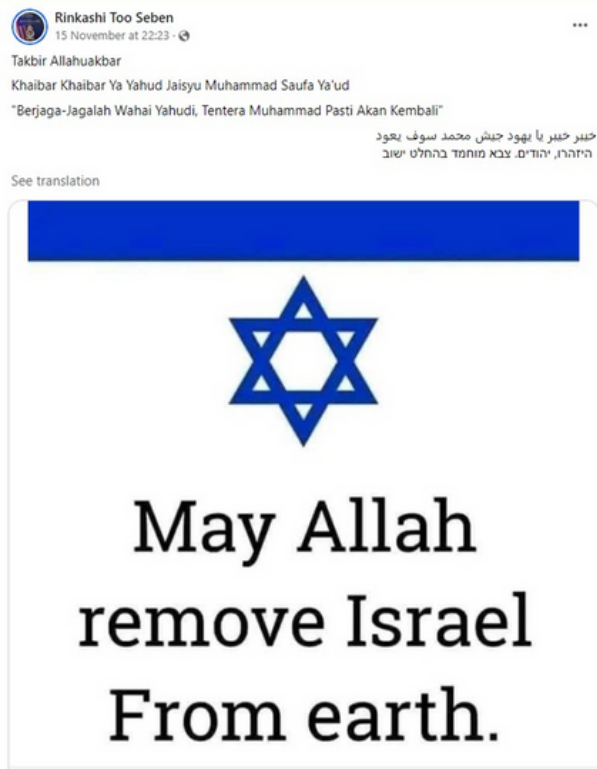 Rinkashi Too Seben
15 November at 22:23 ·
Takbir Allahuakbar
Khaibar Khaibar Ya Yahud Jaisyu Muhammad Saufa Ya'ud
"Berjaga-Jagalah Wahai Yahudi, Tentera Muhammad Pasti Akan Kembali"
خيبر خيبر يا يهود جيش محمد سوف يعود
היזהרו, יהודים. צבא מוחמד בהחלט ישוב
See translation
May Allah
remove Israel
From earth.